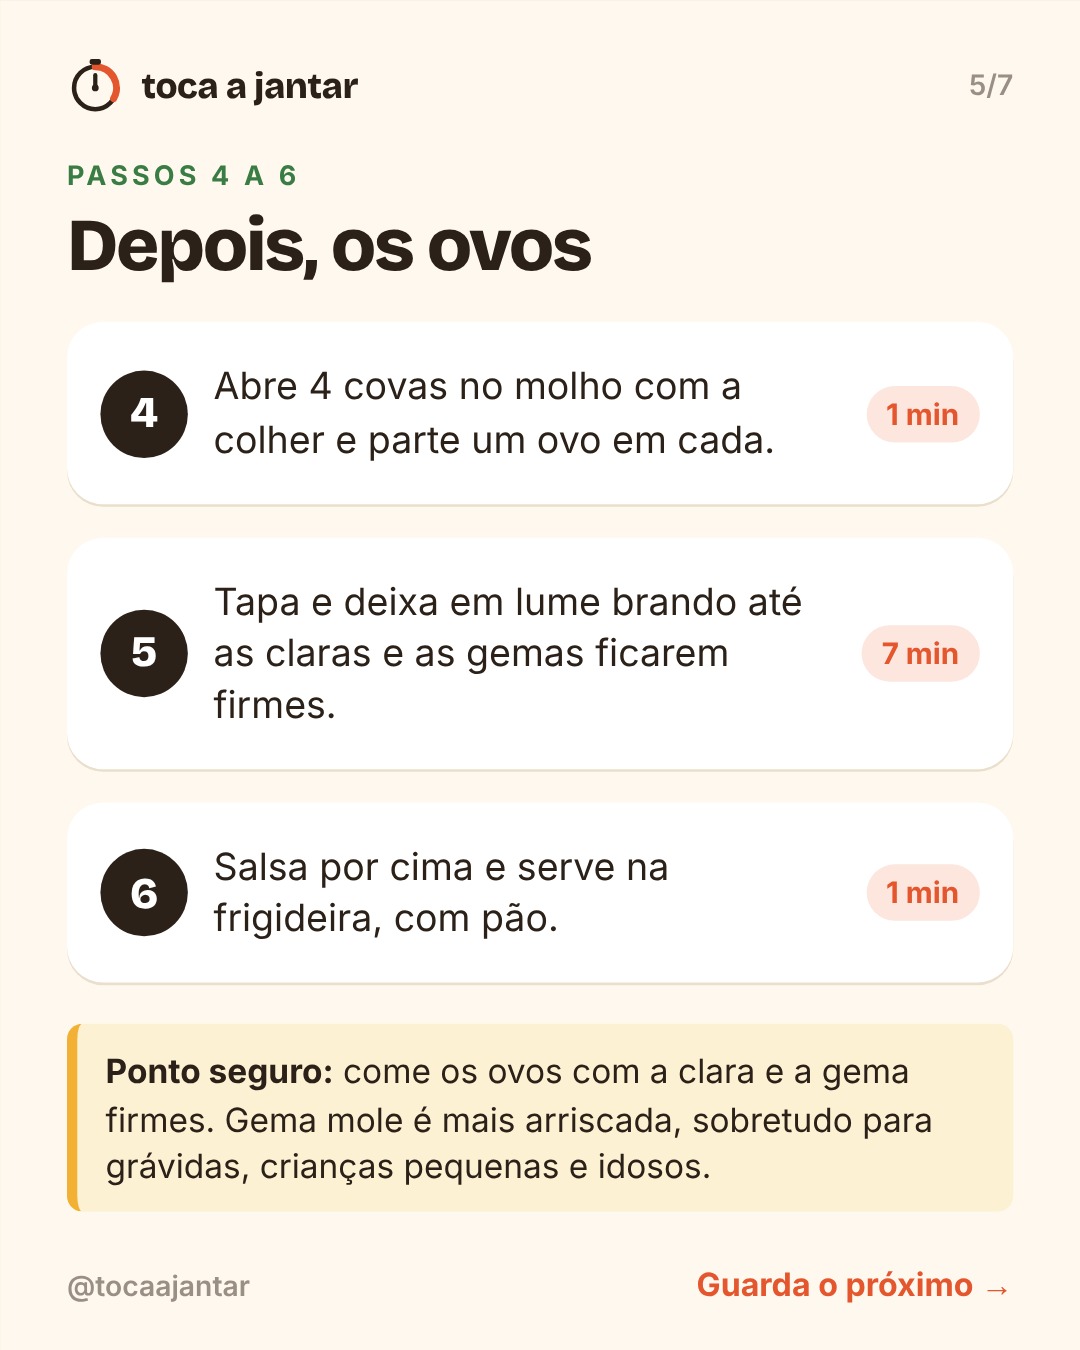 toca a jantar
5/7
PASSOS 4 A 6
Depois, os ovos
4
Abre 4 covas no molho com a
colher e parte um ovo em cada.
1 min
5
Tapa e deixa em lume brando até
as claras e as gemas ficarem
firmes.
7 min
6
Salsa por cima e serve na
frigideira, com pão.
1 min
Ponto seguro: come os ovos com a clara e a gema
firmes. Gema mole é mais arriscada, sobretudo para
grávidas, crianças pequenas e idosos.
@tocaajantar
Guarda o próximo →